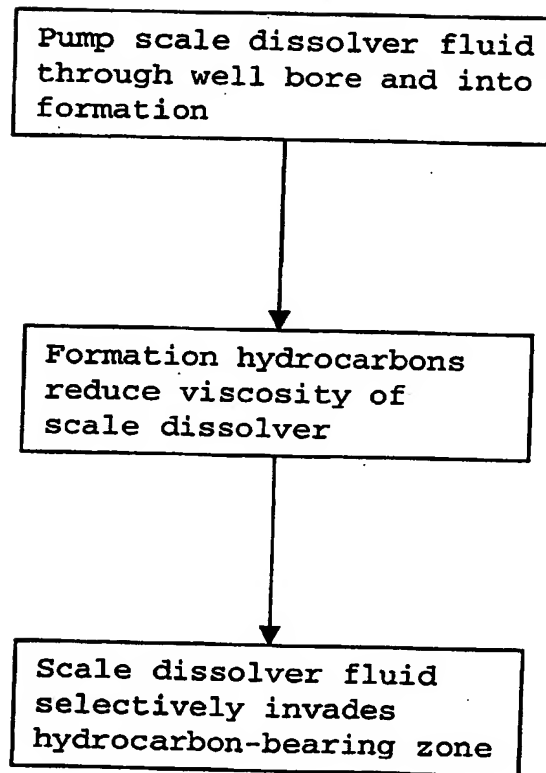 Pump scale dissolver fluid
through well bore and into
formation
Formation hydrocarbons
reduce viscosity of
scale dissolver
Scale dissolver fluid
selectively invades
hydrocarbon-bearing zone